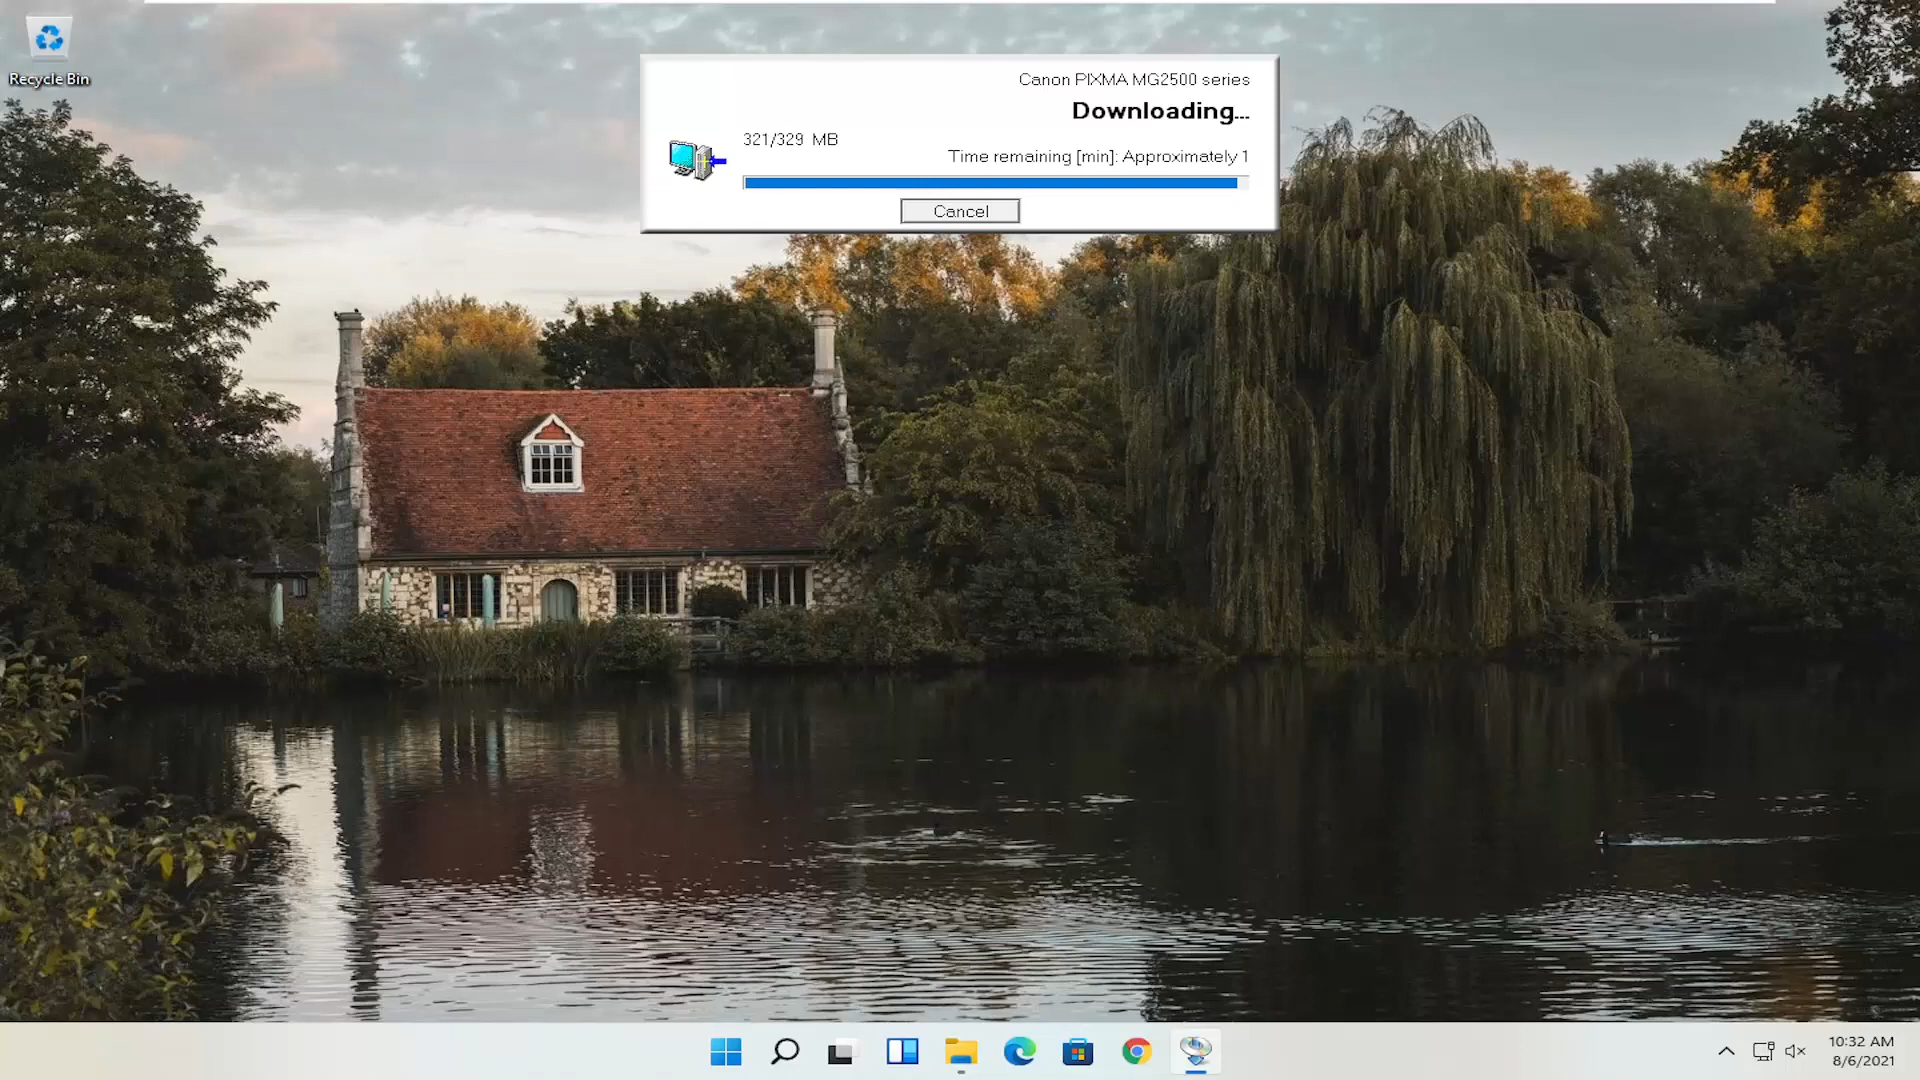 Recycle Bin
Canon PIXMA MG2500 series
Downloading...
321/329 MB
Time remaining [min]: Approximately 1
Cancel
10:32 AM
8/6/2021